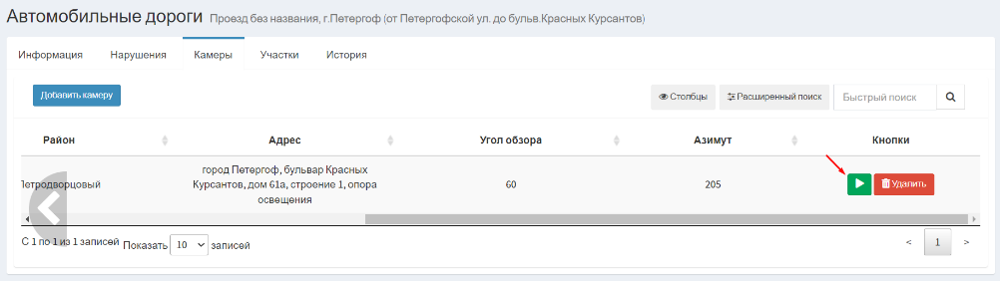 Автомобильные дороги Проезд без названия, г.Петергоф (от Петергофской ул. до бульв.Красных Курсантов)
Информация Нарушения Камеры Участки История
Добавить камеру Столбцы Расширенный поиск Быстрый поиск
Район Адрес Угол обзора Азимут Кнопки
город Петергоф, бульвар Красных
Петродворцовый Курсантов, дом 61а, строение 1, опора 60 205 Удалить
освещения
С 1 по 1 из 1 записей Показать 10 записей < 1 >